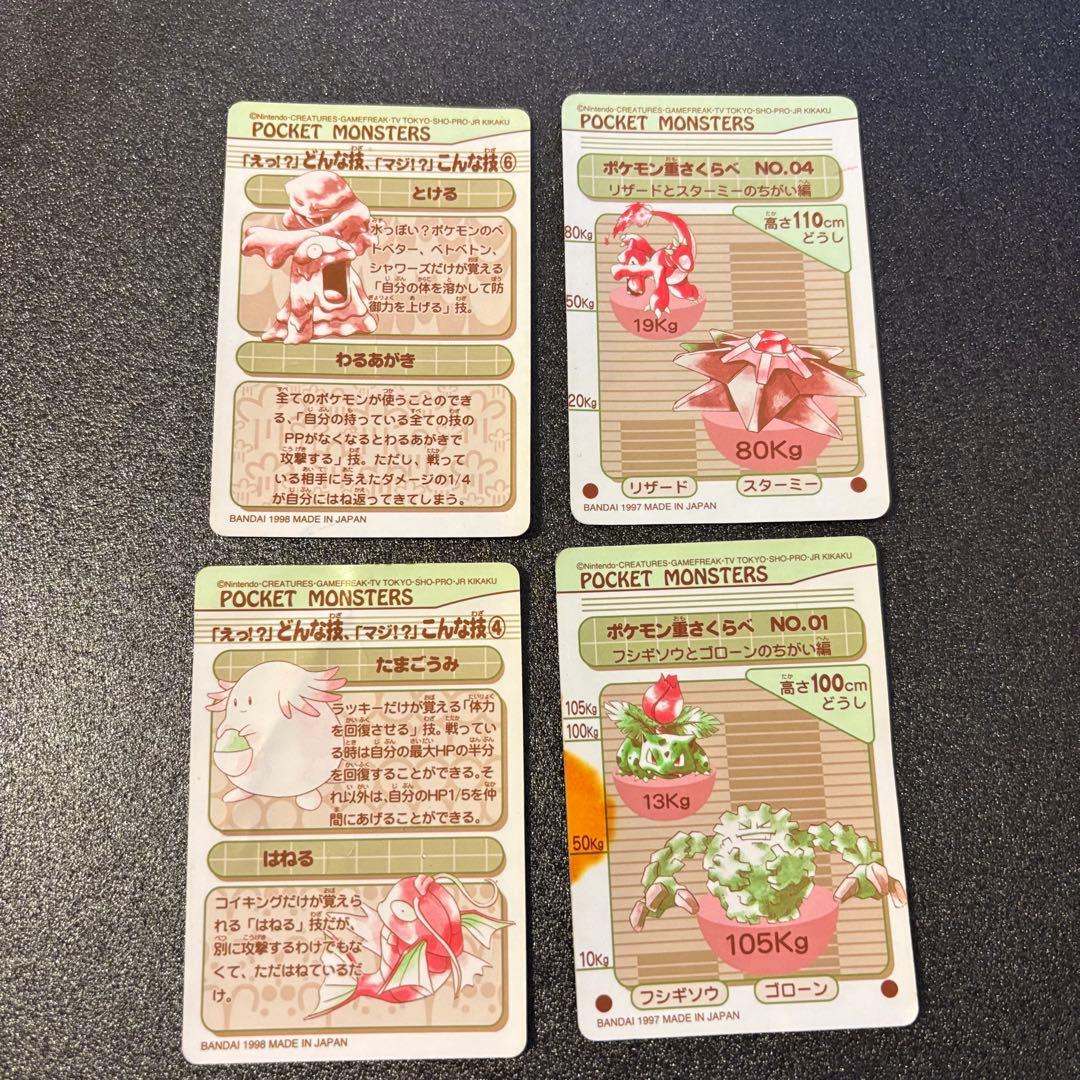 ©Nintendo・CREATURES・GAMEFREAK・TV TOKYO・SHO-PRO・JR KIKAKU
POCKET MONSTERS
「えっ!?」どんな技、「マジ!?」こんな技⑥
とける
水っぽい?ポケモンのベ
トベター、ベトベトン、
シャワーズだけが覚える
「自分の体を溶かして防
御力を上げる」技。
わるあがき
全てのポケモンが使うことのでき
る、「自分の持っている全ての技の
PPがなくなるとわるあがきで
攻撃する」技。ただし、戦って
いる相手に与えたダメージの1/4
が自分にはね返ってきてしまう。
BANDAI 1998 MADE IN JAPAN
©Nintendo・CREATURES・GAMEFREAK・TV TOKYO・SHO-PRO・JR KIKAKU
POCKET MONSTERS
ポケモン重さくらべ NO.04
リザードとスターミーのちがい編
高さ110cm
どうし
80Kg
50Kg
19Kg
20Kg
80Kg
リザード
スターミー
BANDAI 1997 MADE IN JAPAN
©Nintendo・CREATURES・GAMEFREAK・TV TOKYO・SHO-PRO・JR KIKAKU
POCKET MONSTERS
「えっ!?」どんな技、「マジ!?」こんな技④
たまごうみ
ラッキーだけが覚える「体力
を回復させる」技。戦ってい
る時は自分の最大HPの半分
を回復することができる。そ
れ以外は、自分のHP1/5を仲
間にあげることができる。
はねる
コイキングだけが覚えら
れる「はねる」技だが、
別に攻撃するわけでもな
くて、ただはねているだ
け。
BANDAI 1998 MADE IN JAPAN
©Nintendo・CREATURES・GAMEFREAK・TV TOKYO・SHO-PRO・JR KIKAKU
POCKET MONSTERS
ポケモン重さくらべ NO.01
フシギソウとゴローンのちがい編
高さ100cm
どうし
105Kg
100Kg
13Kg
50Kg
105Kg
10Kg
フシギソウ
ゴローン
BANDAI 1997 MADE IN JAPAN